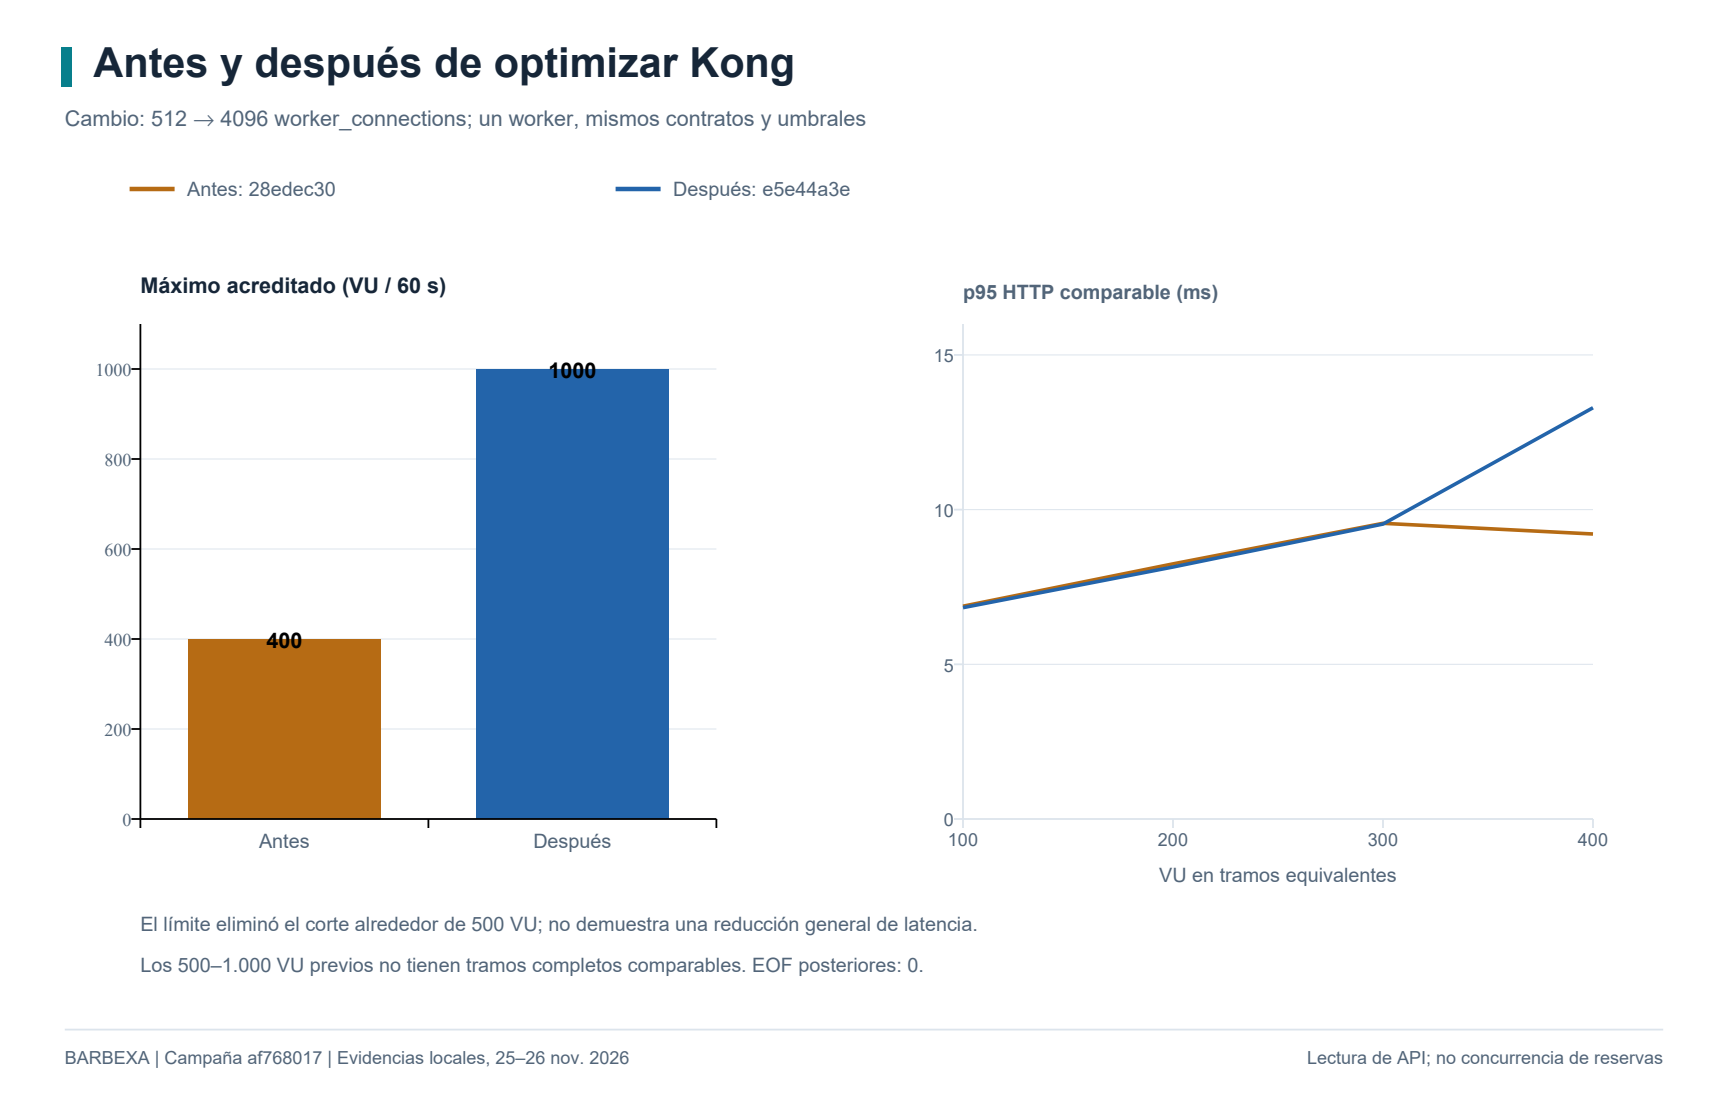 Antes y después de optimizar Kong
Cambio: 512 → 4096 worker_connections; un worker, mismos contratos y umbrales
Antes: 28edec30
Después: e5e44a3e
Máximo acreditado (VU / 60 s)
1000
800
600
400
200
0
1000
400
Antes
Después
p95 HTTP comparable (ms)
15
10
5
0
100
200
300
400
VU en tramos equivalentes
El límite eliminó el corte alrededor de 500 VU; no demuestra una reducción general de latencia.
Los 500–1.000 VU previos no tienen tramos completos comparables. EOF posteriores: 0.
BARBEXA | Campaña af768017 | Evidencias locales, 25–26 nov. 2026
Lectura de API; no concurrencia de reservas